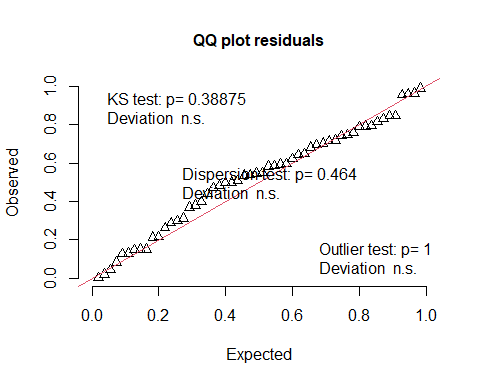 QQ plot residuals
KS test: p= 0.38875
Deviation n.s.
Dispersion test: p= 0.464
Deviation n.s.
Outlier test: p= 1
Deviation n.s.
Observed
0.0 0.2 0.4 0.6 0.8 1.0
0.0 0.2 0.4 0.6 0.8 1.0
Expected